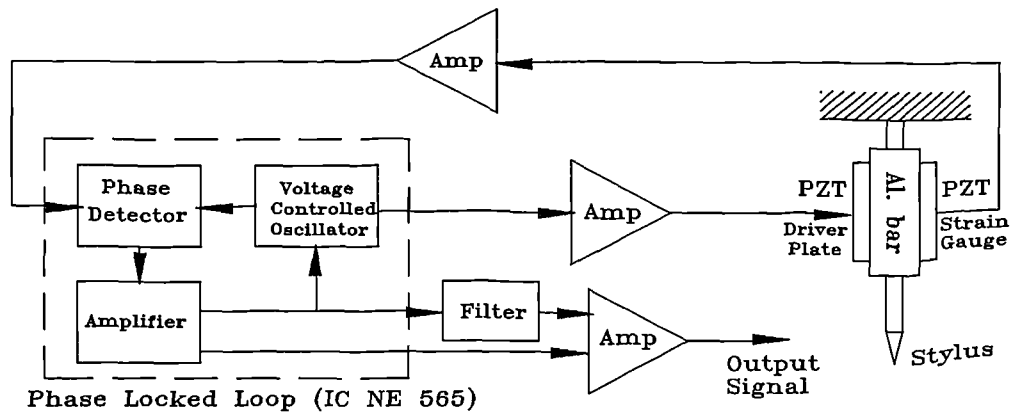 Amp
Phase
Detector
Voltage
Controlled
Oscillator
Amp
PZT
Driver
Plate
Al. bar
PZT
Strain
Gauge
Amplifier
Filter
Amp
Output
Signal
Stylus
Phase Locked Loop (IC NE 565)